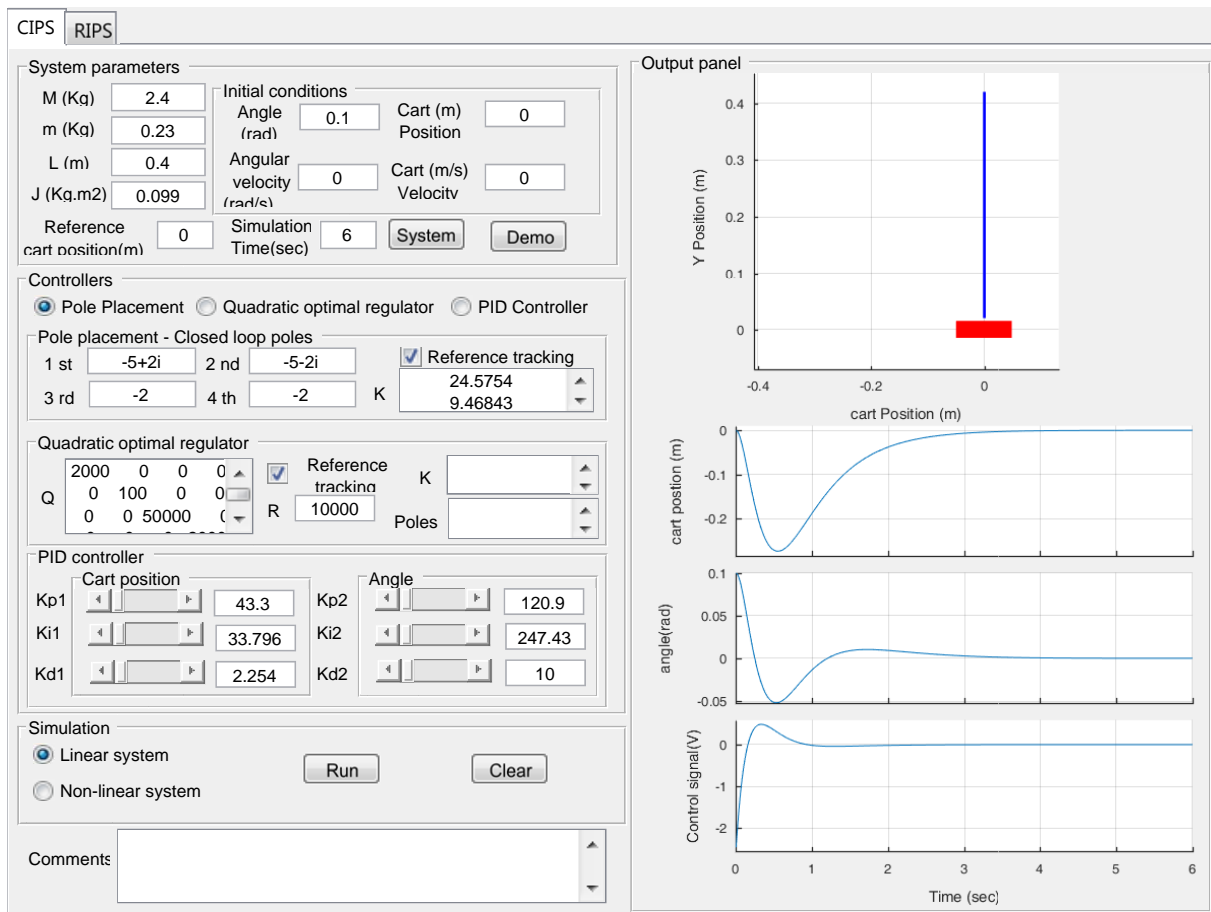 CIPS RIPS
System parameters
M (Kg) 2.4
m (Kg) 0.23
L (m) 0.4
J (Kg.m2) 0.099
Initial conditions
Angle (rad) 0.1
Cart (m) Position 0
Angular velocity (rad/s) 0
Cart (m/s) Velocity 0
Reference cart position(m) 0
Simulation Time(sec) 6
System Demo
Controllers
Pole Placement Quadratic optimal regulator PID Controller
Pole placement - Closed loop poles
1 st -5+2i 2 nd -5-2i
3 rd -2 4 th -2
Reference tracking
K 24.5754
9.46843
Quadratic optimal regulator
Q
2000 0 0 0
0 100 0 0
0 0 50000
Reference tracking
R 10000
K
Poles
PID controller
Cart position
Kp1 43.3
Ki1 33.796
Kd1 2.254
Angle
Kp2 120.9
Ki2 247.43
Kd2 10
Simulation
Linear system
Non-linear system
Run Clear
Comments
Output panel
Y Position (m)
0.4
0.3
0.2
0.1
0
-0.4 -0.2 0
cart Position (m)
cart postion (m)
0
-0.1
-0.2
angle(rad)
0.1
0.05
0
-0.05
Control signal(V)
0
-1
-2
0 1 2 3 4 5 6
Time (sec)